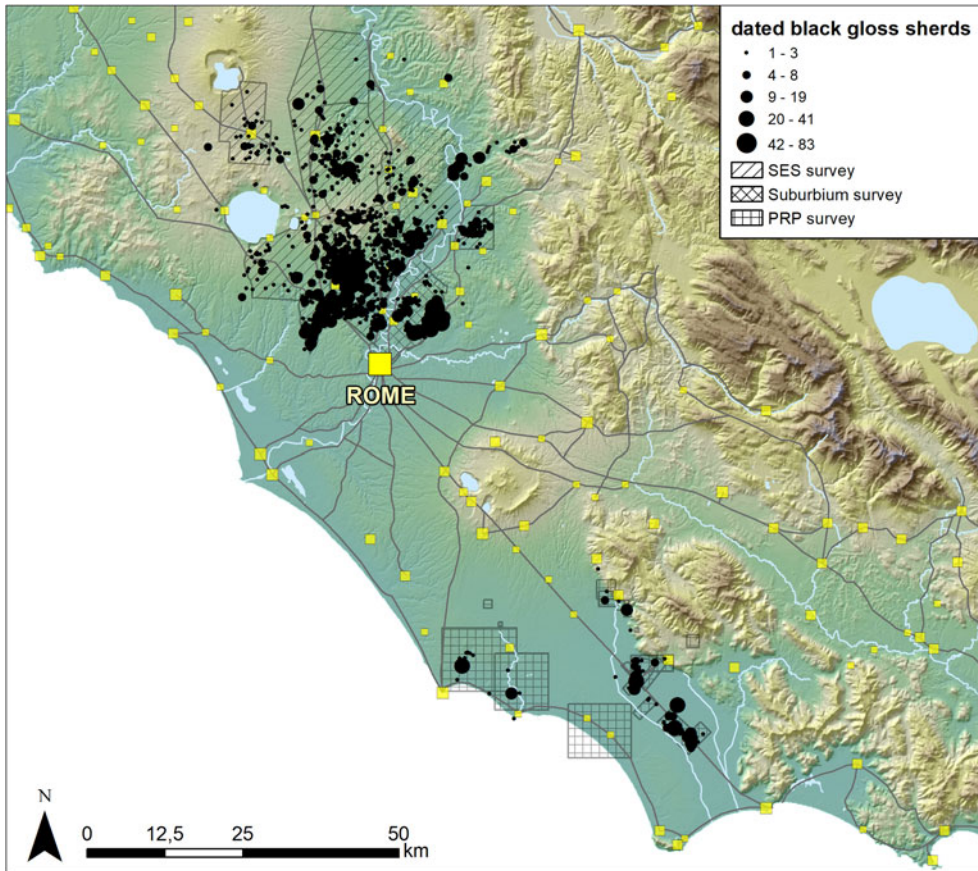 dated black gloss sherds
1 - 3
4 - 8
9 - 19
20 - 41
42 - 83
SES survey
Suburbium survey
PRP survey
ROME
N
0 12,5 25 50
km